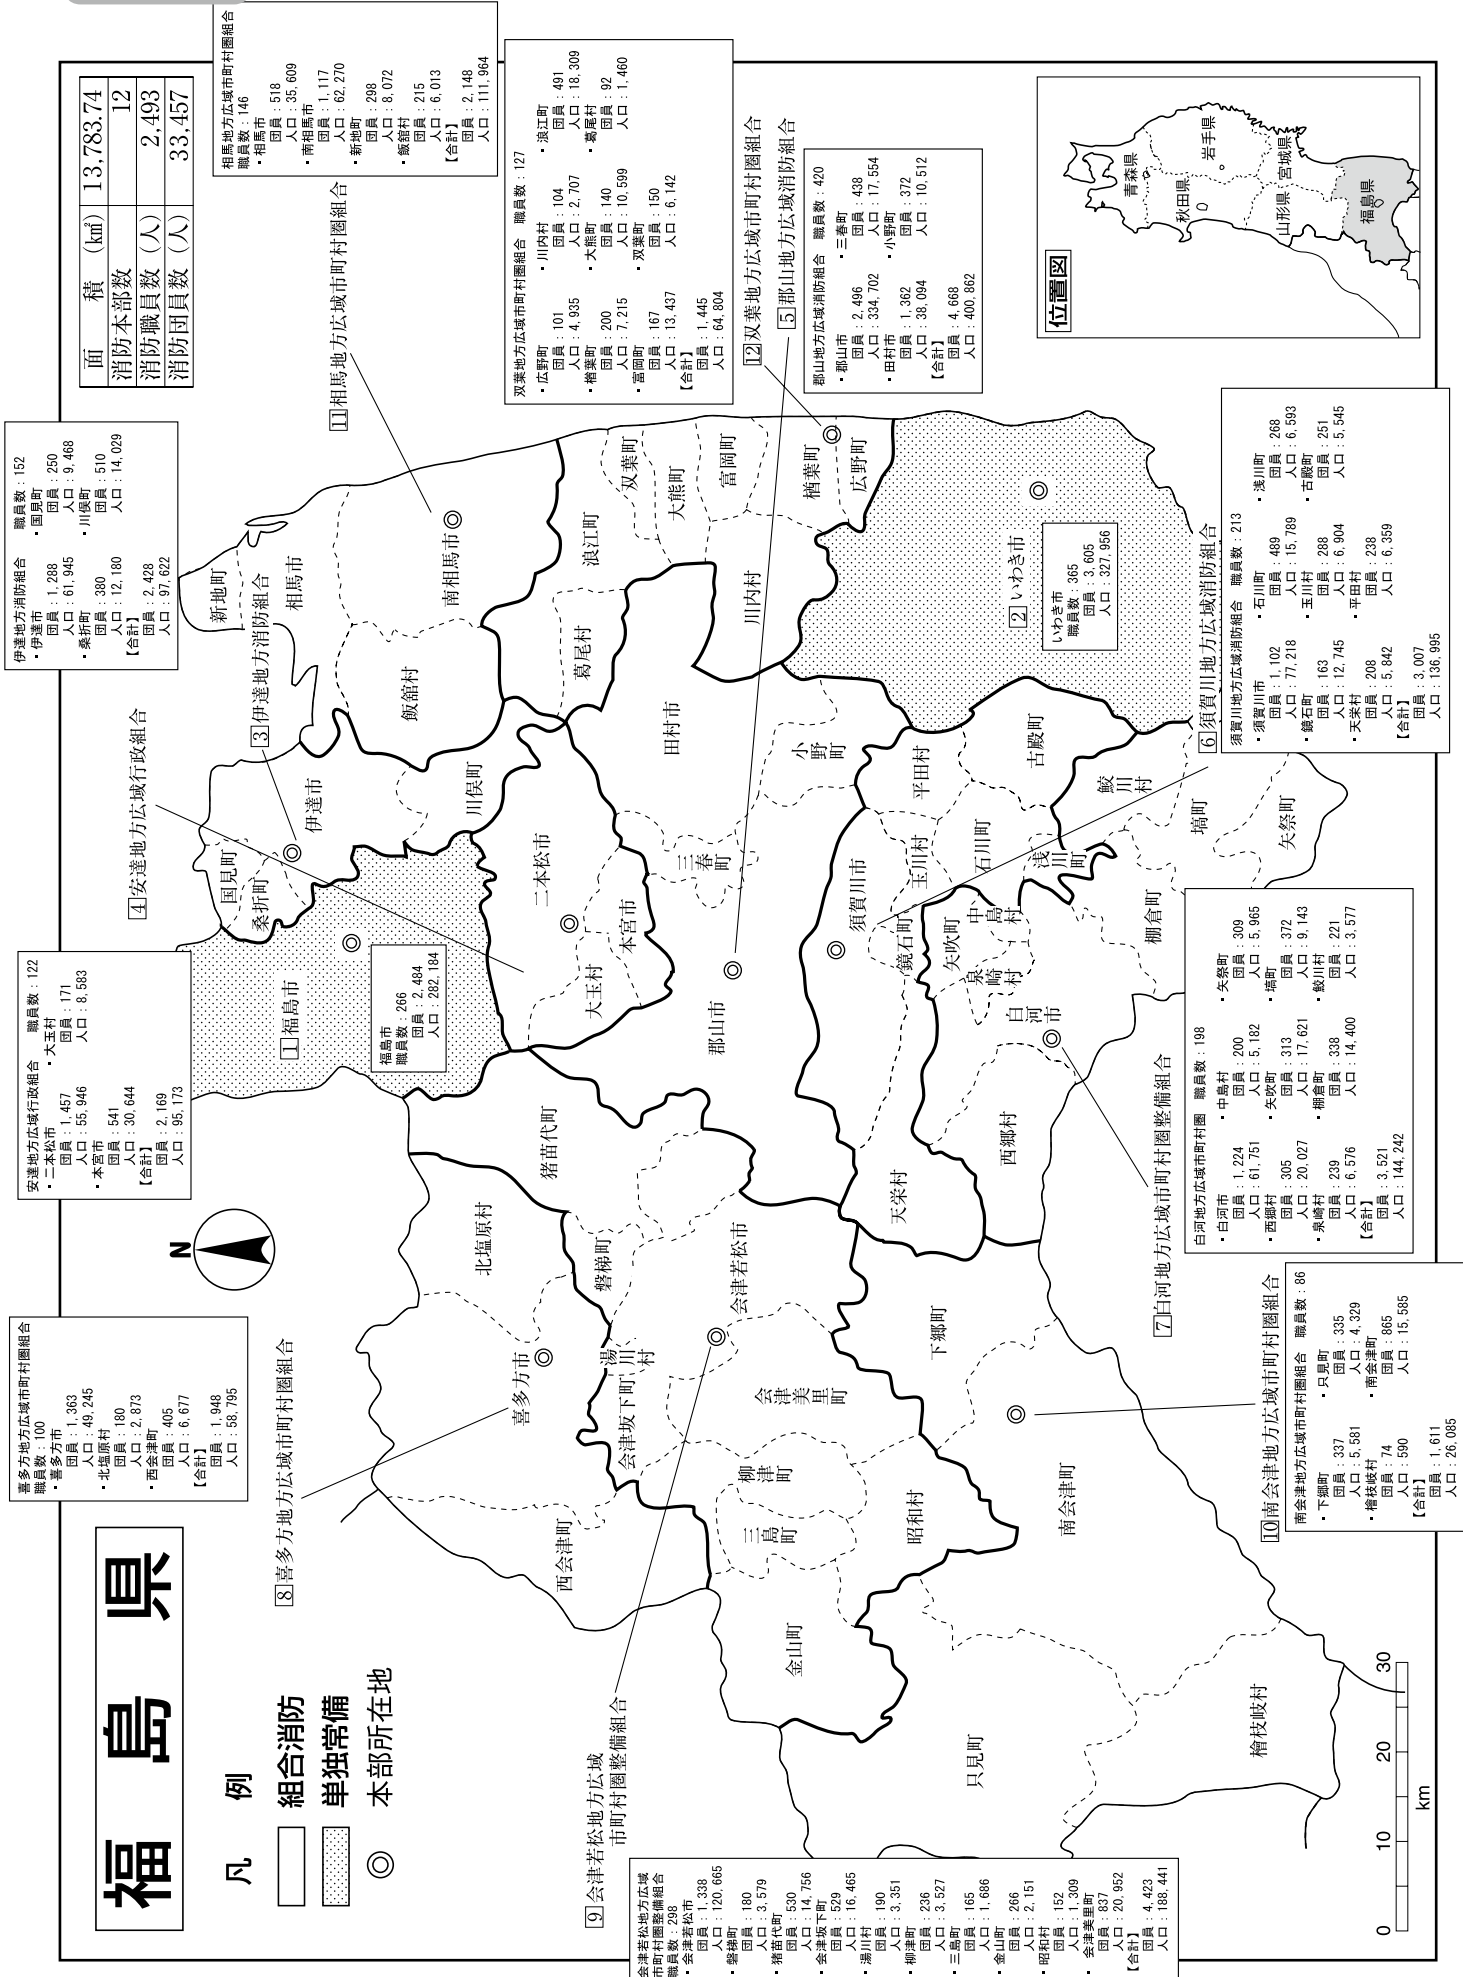 福島県
凡例
組合消防
単独常備
本部所在地
面積(㎢) 13,783.74
消防本部数 12
消防職員数(人) 2,493
消防団員数(人) 33,457
N
喜多方地方広域市町村圏組合
職員数:100
・喜多方市
団員:1,363
人口:49,245
・北塩原村
団員:180
人口:2,873
・西会津町
団員:405
人口:6,677
【合計】
団員:1,948
人口:58,795
安達地方広域行政組合 職員数:122
・二本松市
団員:1,457
人口:55,946
・本宮市
団員:541
人口:30,644
【合計】
団員:2,169
人口:95,173
・大玉村
団員:171
人口:8,583
伊達地方消防組合 職員数:152
・伊達市
団員:1,288
人口:61,945
・桑折町
団員:380
人口:12,180
【合計】
団員:2,428
人口:97,622
・国見町
団員:250
人口:9,468
・川俣町
団員:510
人口:14,029
相馬地方広域市町村圏組合
職員数:146
・相馬市
団員:518
人口:35,609
・南相馬市
団員:1,117
人口:62,270
・新地町
団員:298
人口:8,072
・飯舘村
団員:215
人口:6,013
【合計】
団員:2,148
人口:111,964
双葉地方広域市町村圏組合 職員数:127
・広野町
団員:101
人口:4,935
・楢葉町
団員:200
人口:7,215
・富岡町
団員:167
人口:13,437
【合計】
団員:1,445
人口:64,804
・川内村
団員:104
人口:2,707
・大熊町
団員:140
人口:10,599
・双葉町
団員:150
人口:6,142
・浪江町
団員:491
人口:18,309
・葛尾村
団員:92
人口:1,460
郡山地方広域消防組合 職員数:420
・郡山市
団員:2,496
人口:334,702
・田村市
団員:1,362
人口:38,094
【合計】
団員:4,668
人口:400,862
・三春町
団員:438
人口:17,554
・小野町
団員:372
人口:10,512
須賀川地方広域消防組合 職員数:213
・須賀川市
団員:1,102
人口:77,218
・鏡石町
団員:163
人口:12,745
・天栄村
団員:208
人口:5,842
【合計】
団員:3,007
人口:136,995
・石川町
団員:489
人口:15,789
・玉川村
団員:288
人口:6,904
・平田村
団員:238
人口:6,359
・浅川町
団員:268
人口:6,593
・古殿町
団員:251
人口:5,545
白河地方広域市町村圏 職員数:198
・白河市
団員:1,224
人口:61,751
・西郷村
団員:305
人口:20,027
・泉崎村
団員:239
人口:6,576
【合計】
団員:3,521
人口:144,242
・中島村
団員:200
人口:5,182
・矢吹町
団員:313
人口:17,621
・棚倉町
団員:338
人口:14,400
・矢祭町
団員:309
人口:5,965
・塙町
団員:372
人口:9,143
・鮫川村
団員:221
人口:3,577
南会津地方広域市町村圏組合 職員数:86
・下郷町
団員:337
人口:5,581
・檜枝岐村
団員:74
人口:590
【合計】
団員:1,611
人口:26,085
・只見町
団員:335
人口:4,329
・南会津町
団員:865
人口:15,585
会津若松地方広域
市町村圏整備組合
職員数:298
・会津若松市
団員:1,338
人口:120,665
・磐梯町
団員:180
人口:3,579
・猪苗代町
団員:530
人口:14,756
・会津坂下町
団員:529
人口:16,465
・湯川村
団員:190
人口:3,351
・柳津町
団員:236
人口:3,527
・三島町
団員:165
人口:1,686
・金山町
団員:266
人口:2,151
・昭和村
団員:152
人口:1,309
・会津美里町
団員:837
人口:20,952
【合計】
団員:4,423
人口:188,441
福島市
職員数:266
団員:2,484
人口:282,184
いわき市
職員数:365
団員:3,605
人口:327,956
1福島市
2いわき市
3伊達地方消防組合
4安達地方広域行政組合
5郡山地方広域消防組合
6須賀川地方広域消防組合
7白河地方広域市町村圏整備組合
8喜多方地方広域市町村圏組合
9会津若松地方広域
市町村圏整備組合
10南会津地方広域市町村圏組合
11相馬地方広域市町村圏組合
12双葉地方広域市町村圏組合
新地町
相馬市
南相馬市
飯舘村
国見町
桑折町
伊達市
川俣町
二本松市
本宮市
大玉村
浪江町
葛尾村
双葉町
大熊町
富岡町
楢葉町
広野町
川内村
田村市
小野町
三春町
郡山市
須賀川市
鏡石町
天栄村
玉川村
平田村
石川町
古殿町
浅川町
鮫川村
塙町
矢祭町
棚倉町
中島村
矢吹町
泉崎村
白河市
西郷村
猪苗代町
北塩原村
磐梯町
喜多方市
西会津町
湯川村
会津坂下町
会津若松市
会津美里町
柳津町
三島町
金山町
昭和村
下郷町
南会津町
只見町
檜枝岐村
0 10 20 30
km
位置図
青森県
岩手県
秋田県
宮城県
山形県
福島県